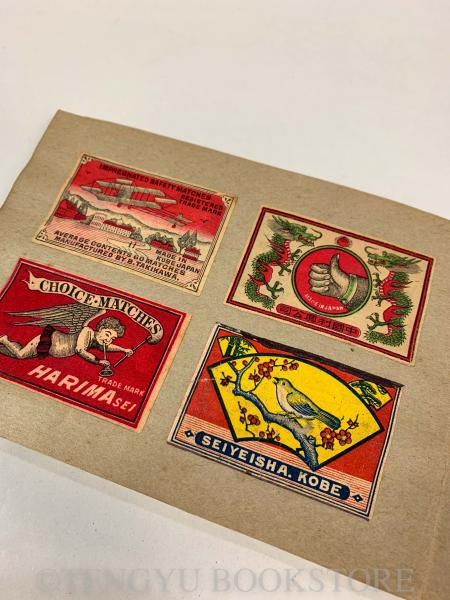 IMPREGNATED SAFETY MATCHES
REGISTERED
TRADE MARK
MADE IN
KOBE JAPAN
AVERAGE CONTENTS 60 MATCHES
MANUFACTURED BY B. TAKIKAWA.
MADE IN JAPAN
CHOICE·MATCHES
TRADE MARK
HARIMA SEI
SEIYEISHA. KOBE
©TENGYU BOOKSTORE